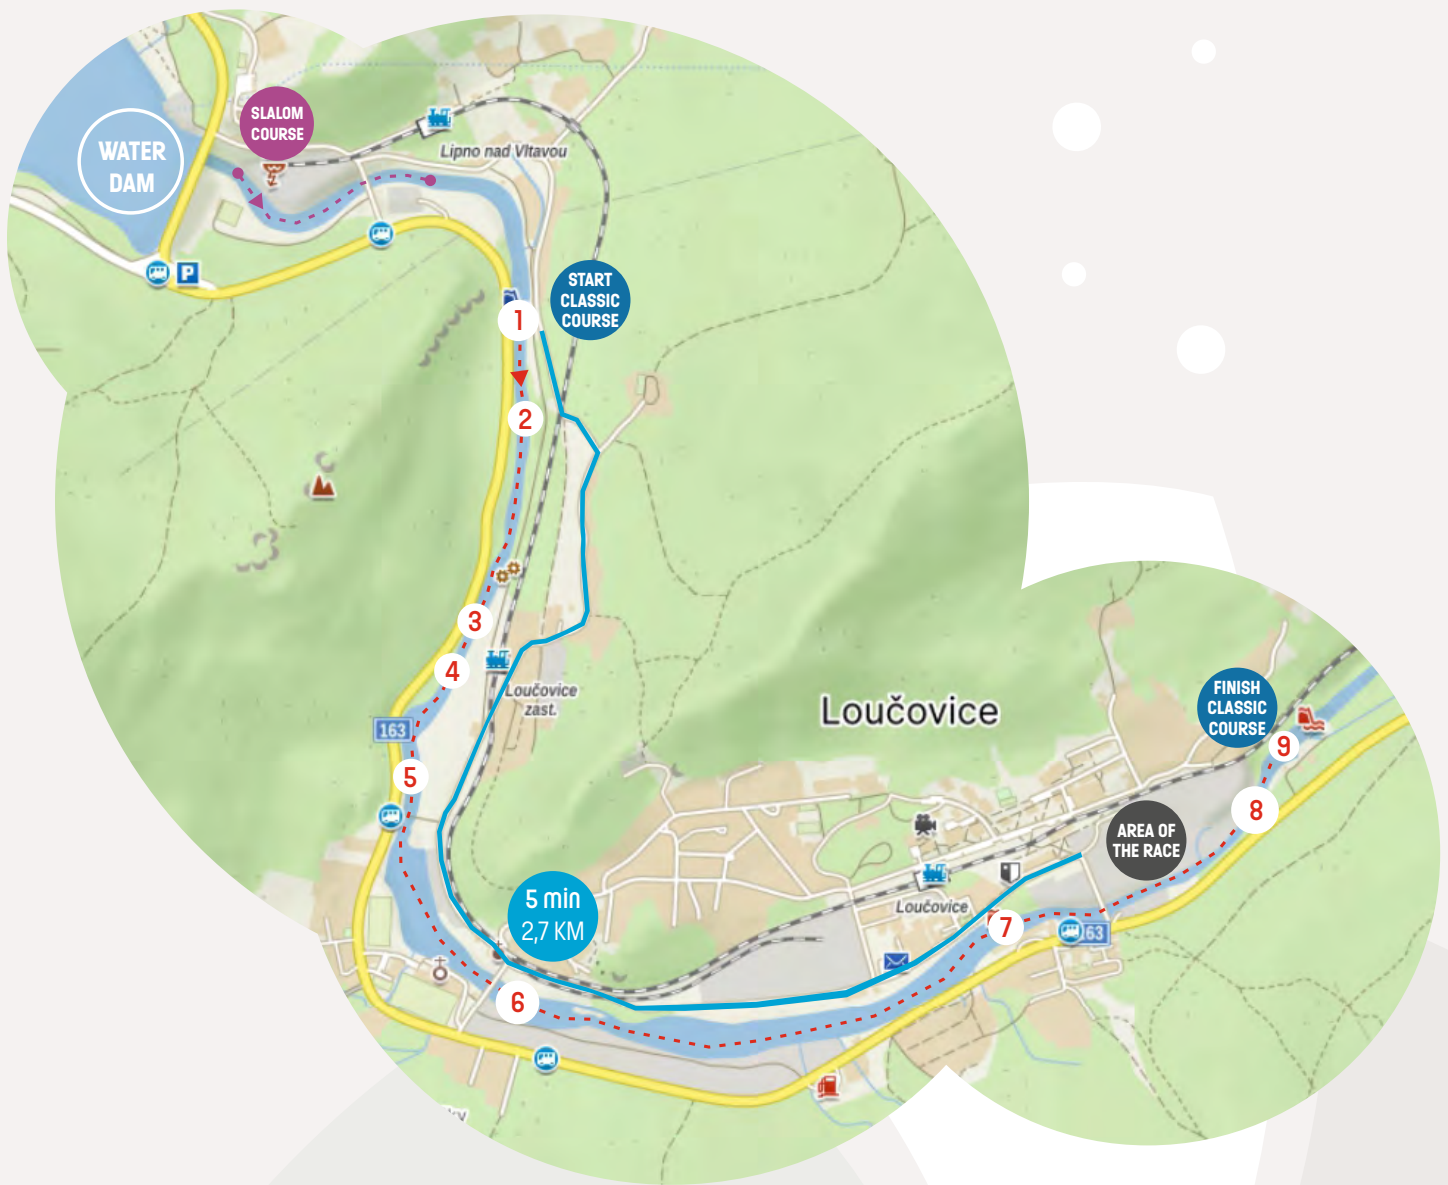 SLALOM
COURSE
WATER
DAM
Lipno nad Vltavou
P
START
CLASSIC
COURSE
1
2
3
4
Loučovice
zast.
163
5
Loučovice
FINISH
CLASSIC
COURSE
9
8
AREA OF
THE RACE
5 min
2,7 KM
Loučovice
7
163
6